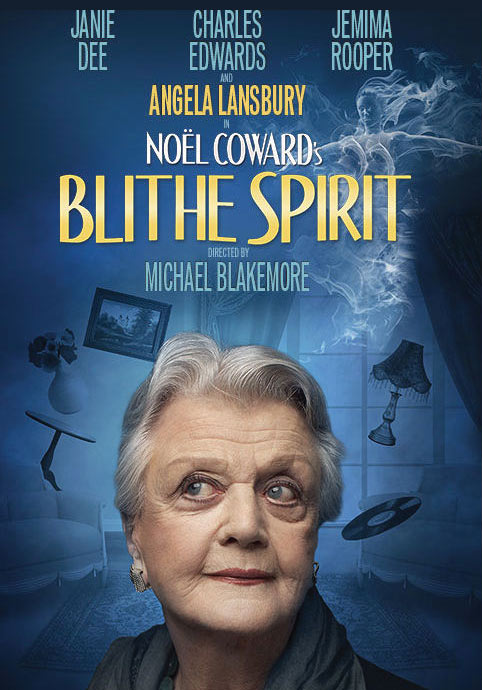 JANIE CHARLES JEMIMA
DEE EDWARDS ROOPER
AND
ANGELA LANSBURY
IN
NOËL COWARD's
BLITHE SPIRIT
DIRECTED BY
MICHAEL BLAKEMORE